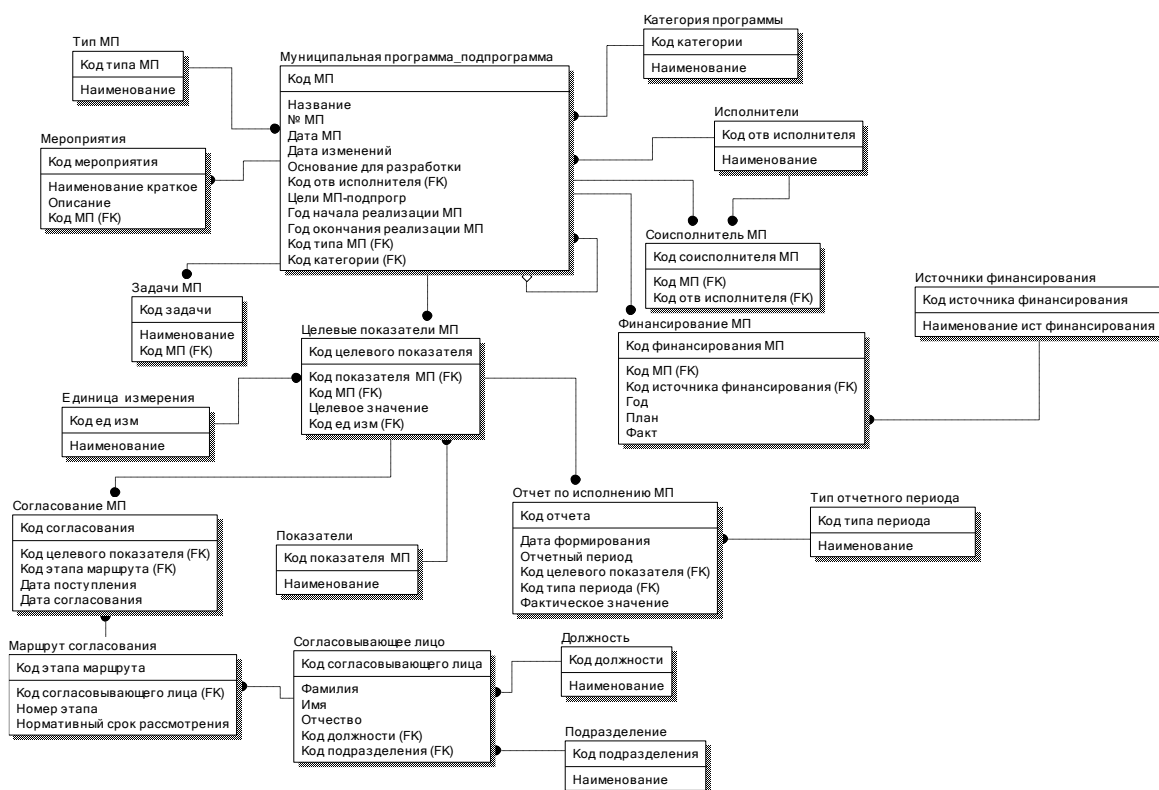 Тип МП
Код типа МП
Наименование
Муниципальная программа_подпрограмма
Код МП
Название
№ МП
Дата МП
Дата изменений
Основание для разработки
Код отв исполнителя (FK)
Цели МП-подпрогр
Год начала реализации МП
Год окончания реализации МП
Код типа МП (FK)
Код категории (FK)
Категория программы
Код категории
Наименование
Исполнители
Код отв исполнителя
Наименование
Мероприятия
Код мероприятия
Наименование краткое
Описание
Код МП (FK)
Соисполнитель МП
Код соисполнителя МП
Код МП (FK)
Код отв исполнителя (FK)
Задачи МП
Код задачи
Наименование
Код МП (FK)
Источники финансирования
Код источника финансирования
Наименование ист финансирования
Целевые показатели МП
Код целевого показателя
Код показателя МП (FK)
Код МП (FK)
Целевое значение
Код ед изм (FK)
Финансирование МП
Код финансирования МП
Код МП (FK)
Код источника финансирования (FK)
Год
План
Факт
Единица измерения
Код ед изм
Наименование
Согласование МП
Код согласования
Код целевого показателя (FK)
Код этапа маршрута (FK)
Дата поступления
Дата согласования
Показатели
Код показателя МП
Наименование
Отчет по исполнению МП
Код отчета
Дата формирования
Отчетный период
Код целевого показателя (FK)
Код типа периода (FK)
Фактическое значение
Тип отчетного периода
Код типа периода
Наименование
Маршрут согласования
Код этапа маршрута
Код согласовывающего лица (FK)
Номер этапа
Нормативный срок рассмотрения
Согласовывающее лицо
Код согласовывающего лица
Фамилия
Имя
Отчество
Код должности (FK)
Код подразделения (FK)
Должность
Код должности
Наименование
Подразделение
Код подразделения
Наименование